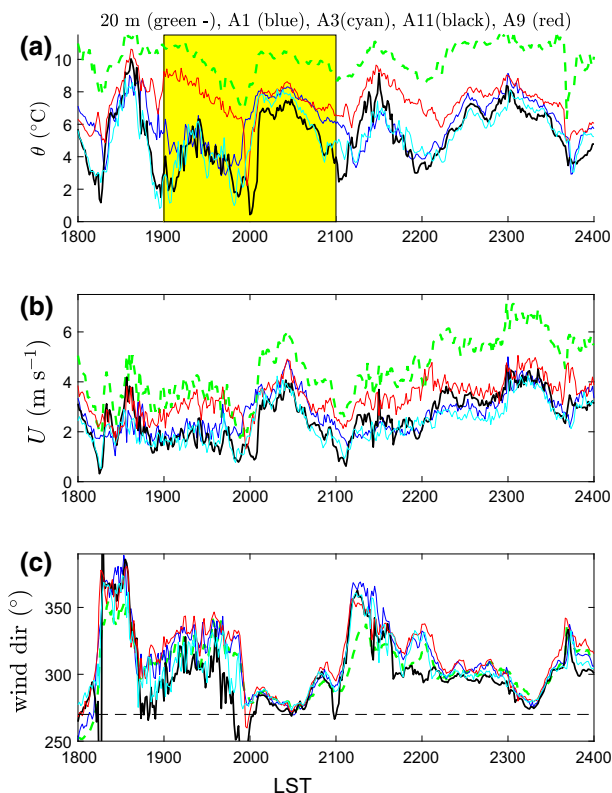 20 m (green -), A1 (blue), A3(cyan), A11(black), A9 (red)
(a)
θ (°C)
10
8
6
4
2
0
1800 1900 2000 2100 2200 2300 2400
(b)
U (m s⁻¹)
6
4
2
0
1800 1900 2000 2100 2200 2300 2400
(c)
wind dir (°)
350
300
250
1800 1900 2000 2100 2200 2300 2400
LST